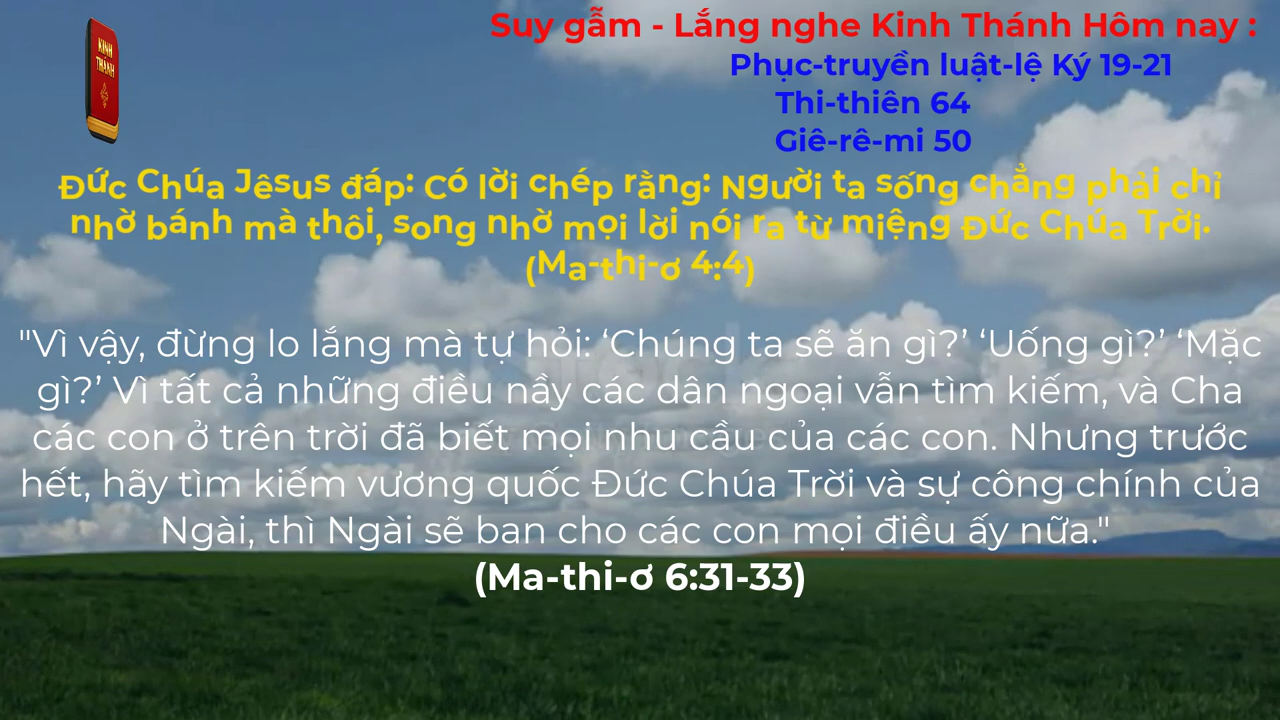 KINH
THÁNH
Suy gẫm - Lắng nghe Kinh Thánh Hôm nay :
Phục-truyền luật-lệ Ký 19-21
Thi-thiên 64
Giê-rê-mi 50
Đức Chúa Jêsus đáp: Có lời chép rằng: Người ta sống chẳng phải chỉ
nhờ bánh mà thôi, song nhờ mọi lời nói ra từ miệng Đức Chúa Trời.
(Ma-thi-ơ 4:4)
"Vì vậy, đừng lo lắng mà tự hỏi: ‘Chúng ta sẽ ăn gì?’ ‘Uống gì?’ ‘Mặc
gì?’ Vì tất cả những điều nầy các dân ngoại vẫn tìm kiếm, và Cha
các con ở trên trời đã biết mọi nhu cầu của các con. Nhưng trước
hết, hãy tìm kiếm vương quốc Đức Chúa Trời và sự công chính của
Ngài, thì Ngài sẽ ban cho các con mọi điều ấy nữa."
(Ma-thi-ơ 6:31-33)